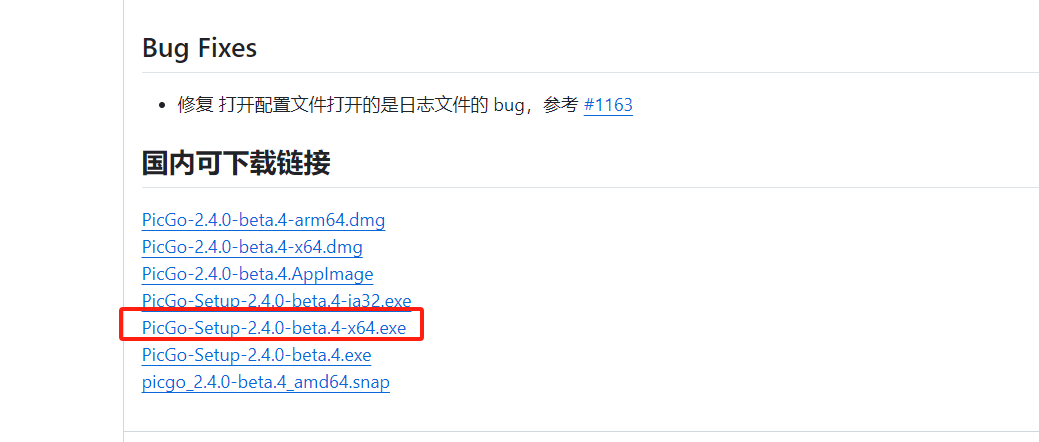 Bug Fixes
修复 打开配置文件打开的是日志文件的 bug，参考 #1163
国内可下载链接
PicGo-2.4.0-beta.4-arm64.dmg
PicGo-2.4.0-beta.4-x64.dmg
PicGo-2.4.0-beta.4.AppImage
PicGo-Setup-2.4.0-beta.4-ia32.exe
PicGo-Setup-2.4.0-beta.4-x64.exe
PicGo-Setup-2.4.0-beta.4.exe
picgo_2.4.0-beta.4_amd64.snap